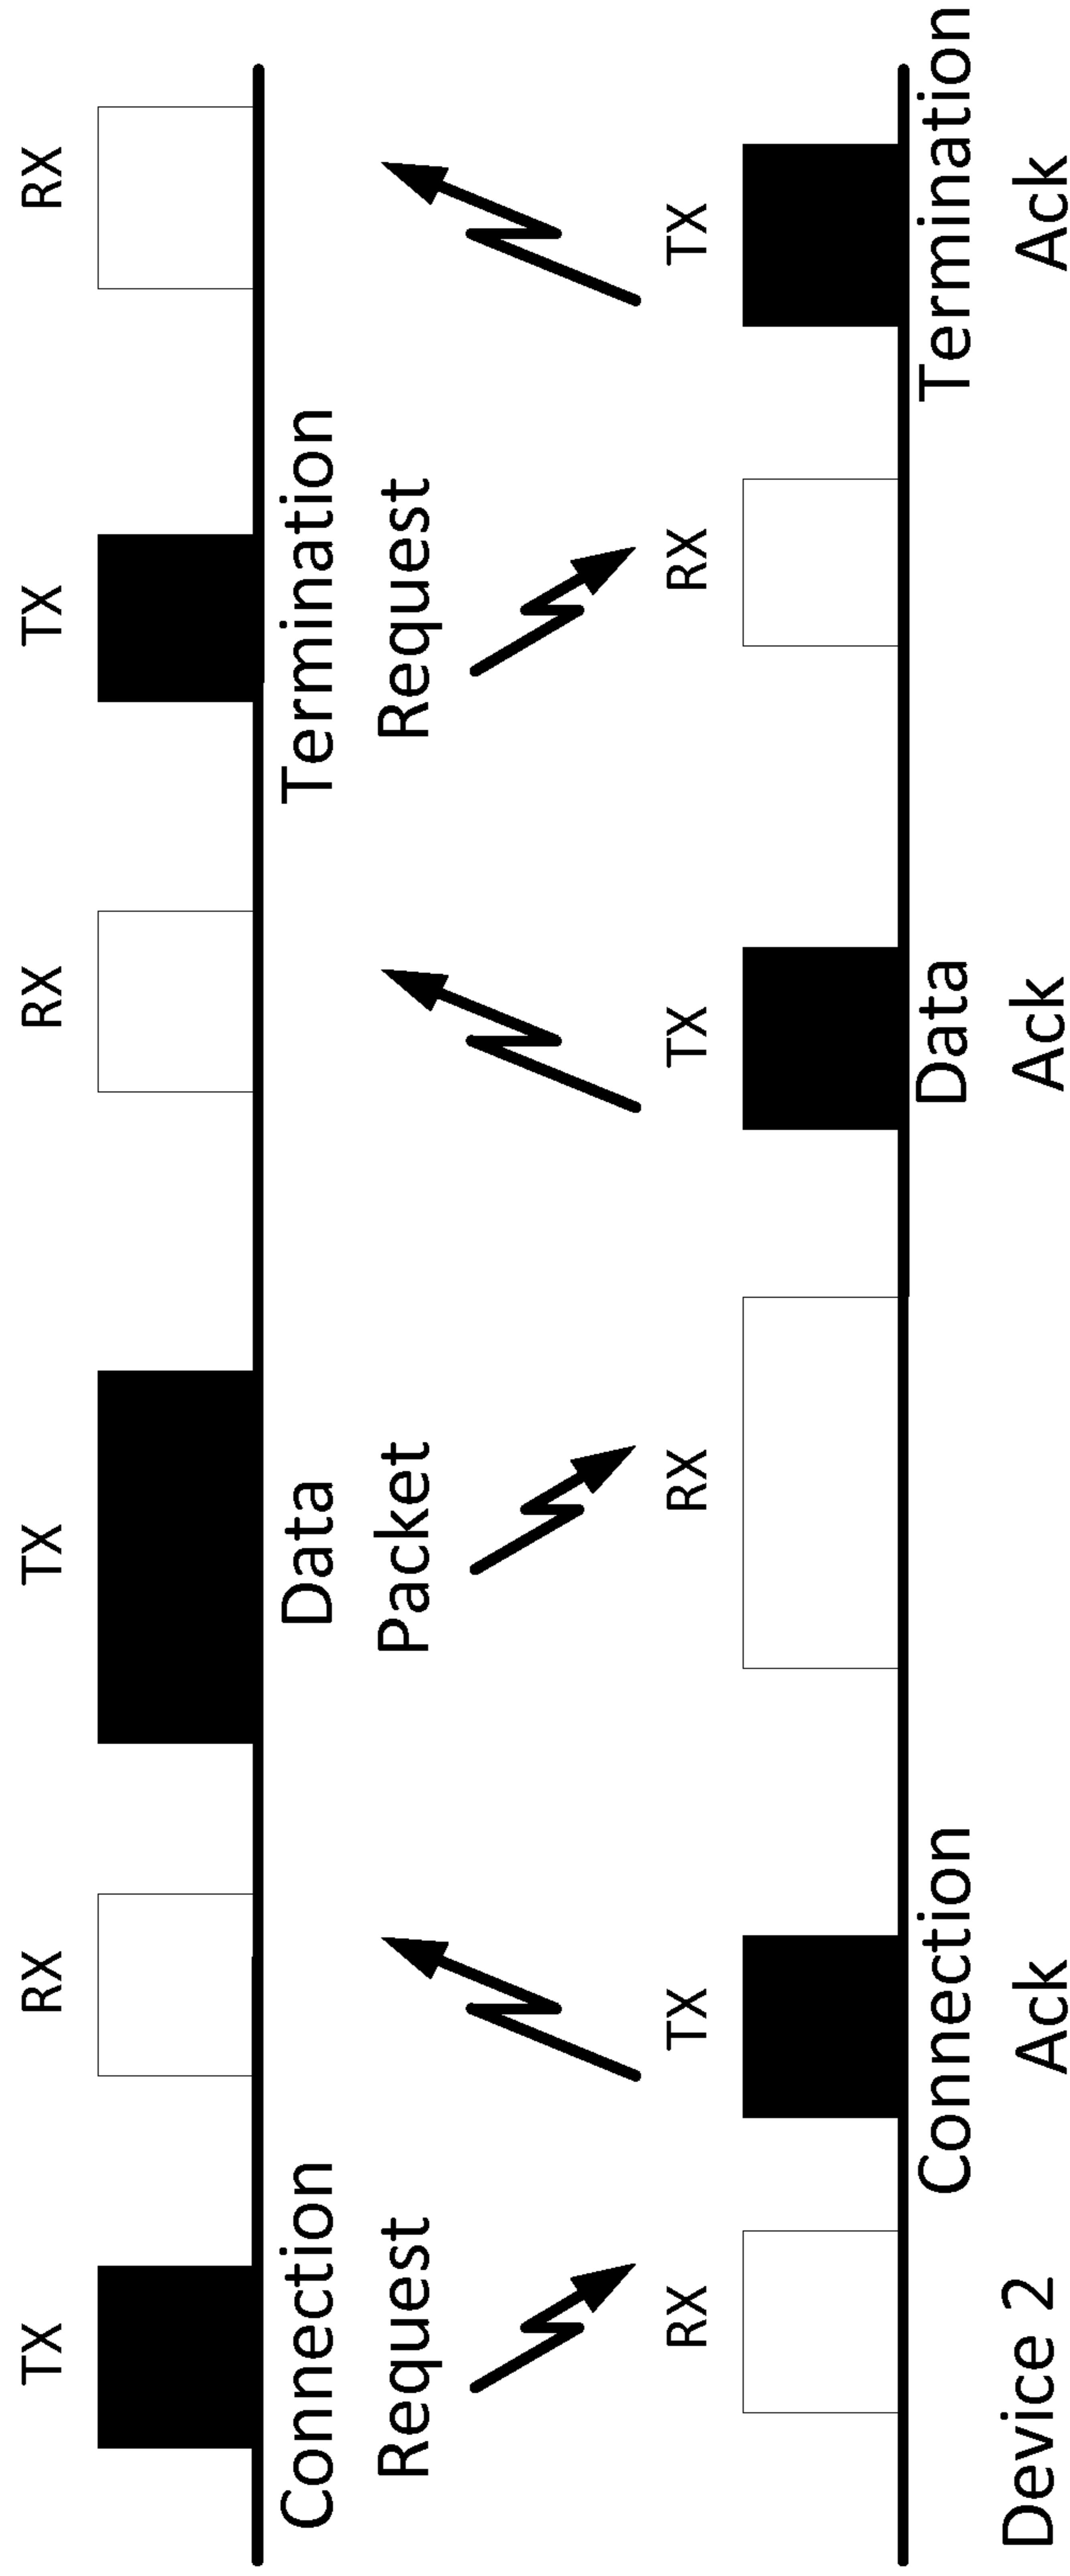 TX
RX
TX
RX
TX
RX
Connection
Request
Data
Packet
Termination
Request
RX
TX
RX
TX
RX
TX
Connection
Ack
Data
Ack
Termination
Ack
Device 2